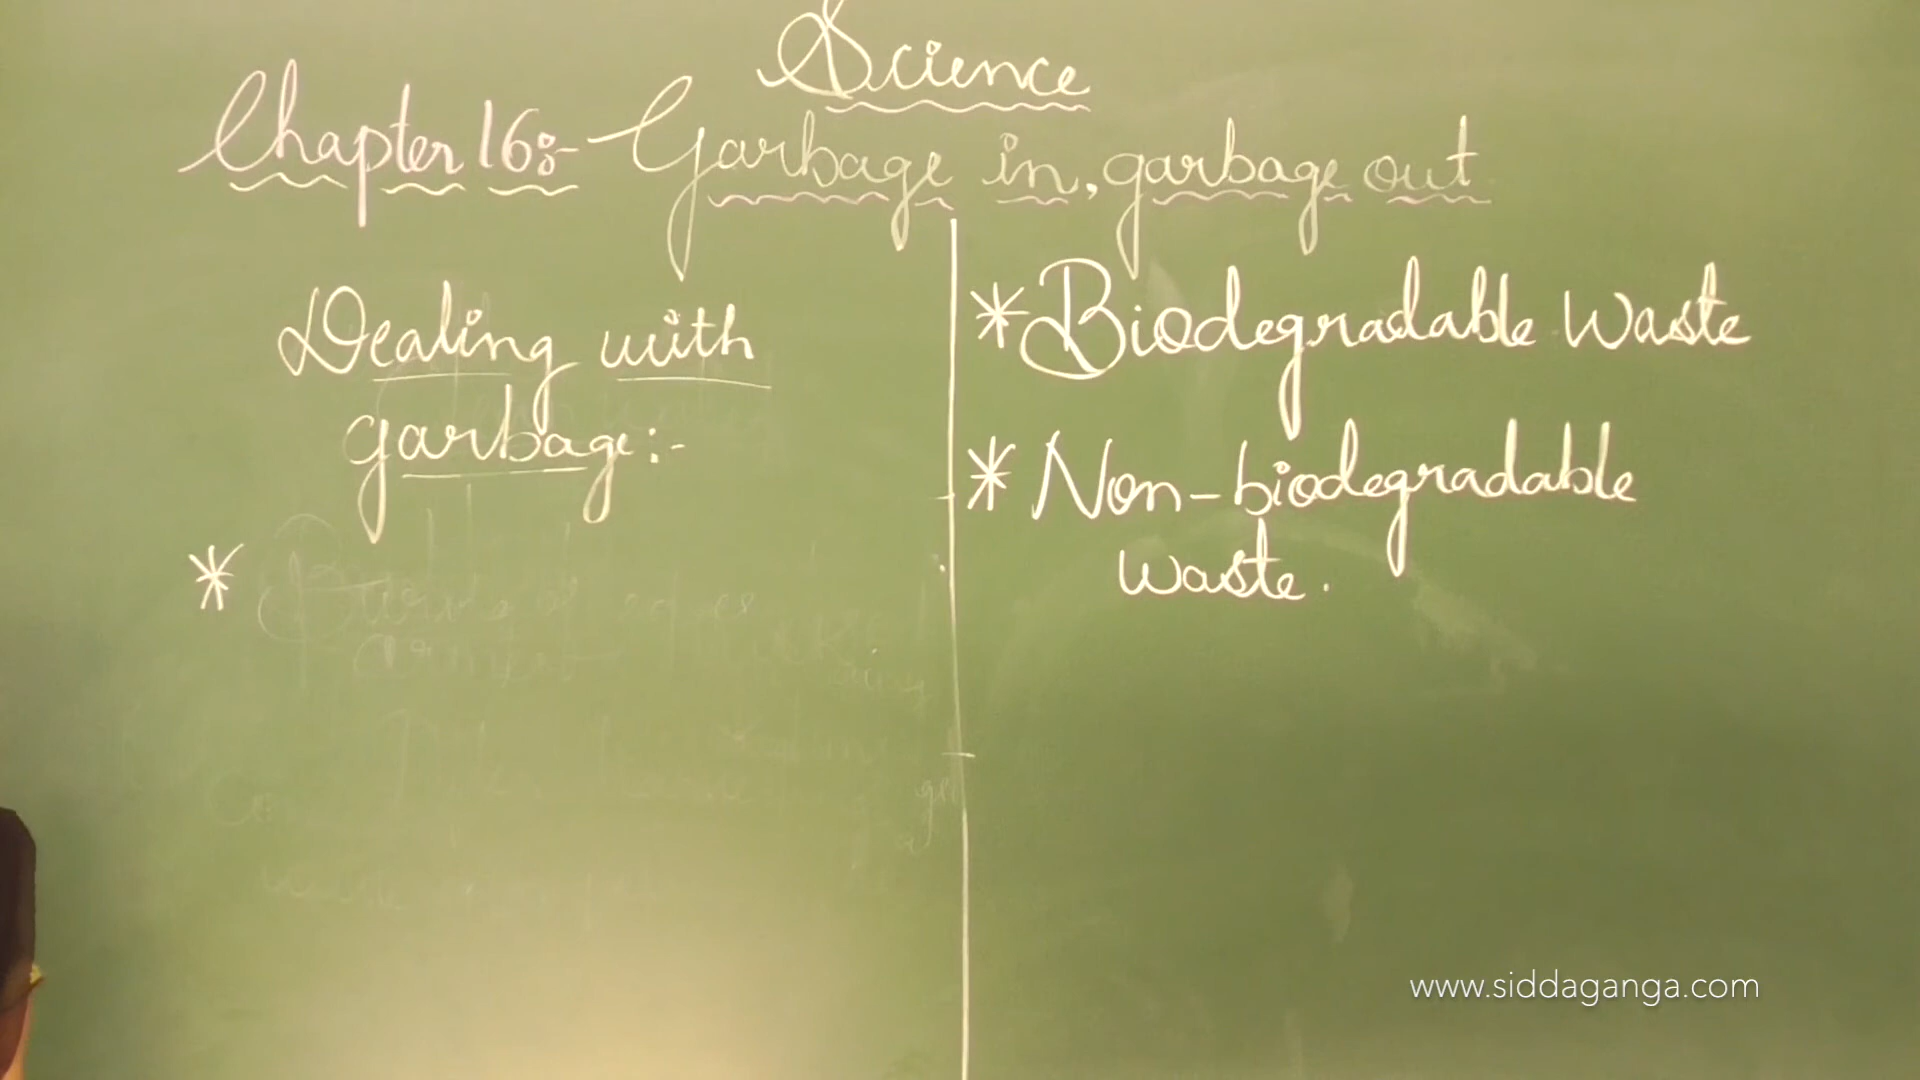 Science
Chapter 16:- Garbage in, garbage out
Dealing with
garbage:-
*
* Biodegradable Waste
* Non-biodegradable
waste.
www.siddaganga.com